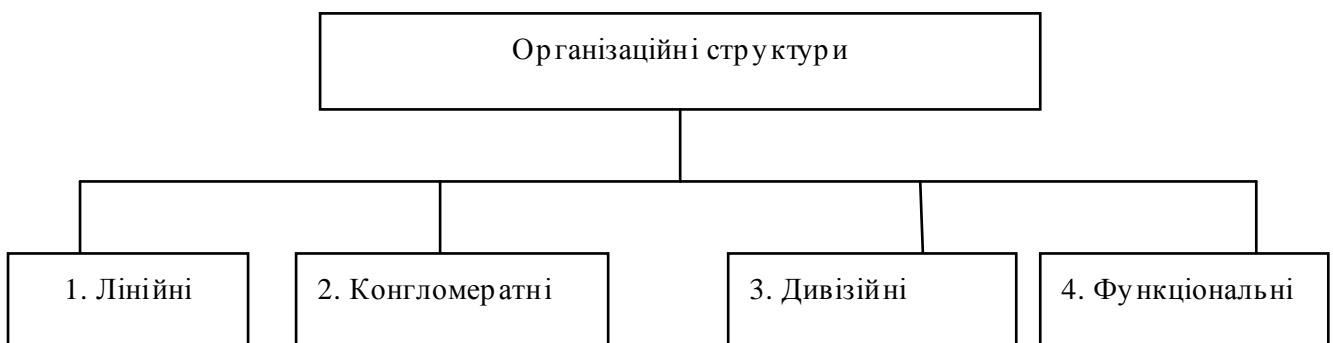 Організаційні структури
1. Лінійні
2. Конгломератні
3. Дивізійні
4. Функціональні